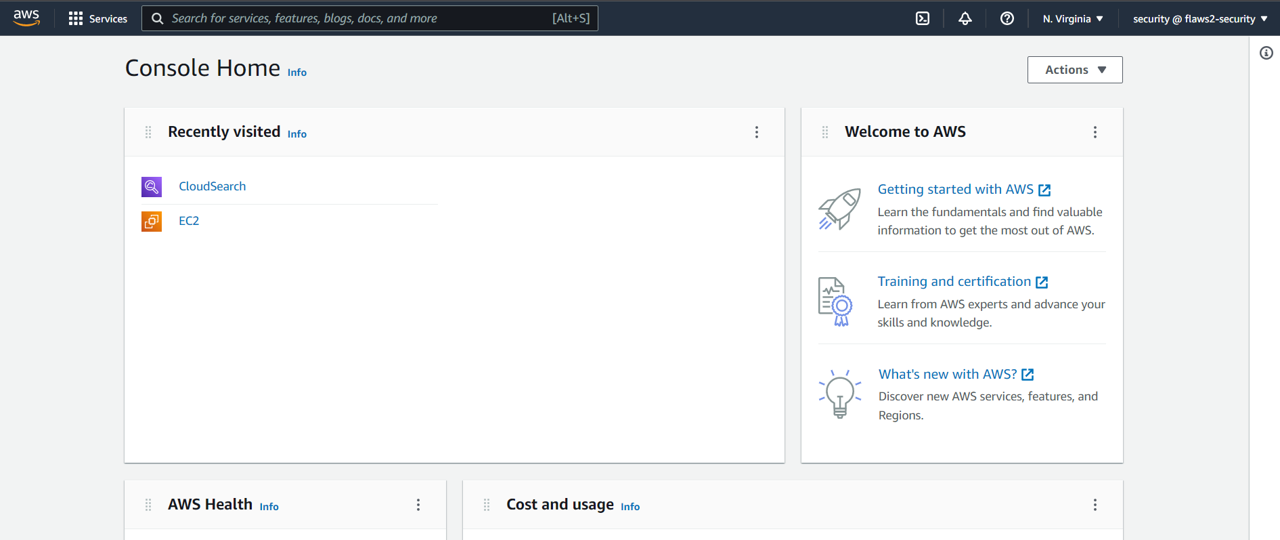 aws
Services
Search for services, features, blogs, docs, and more
[Alt+S]
N. Virginia
security @ flaws2-security
Console Home Info
Actions
Recently visited Info
CloudSearch
EC2
Welcome to AWS
Getting started with AWS
Learn the fundamentals and find valuable
information to get the most out of AWS.
Training and certification
Learn from AWS experts and advance your
skills and knowledge.
What's new with AWS?
Discover new AWS services, features, and
Regions.
AWS Health Info
Cost and usage Info